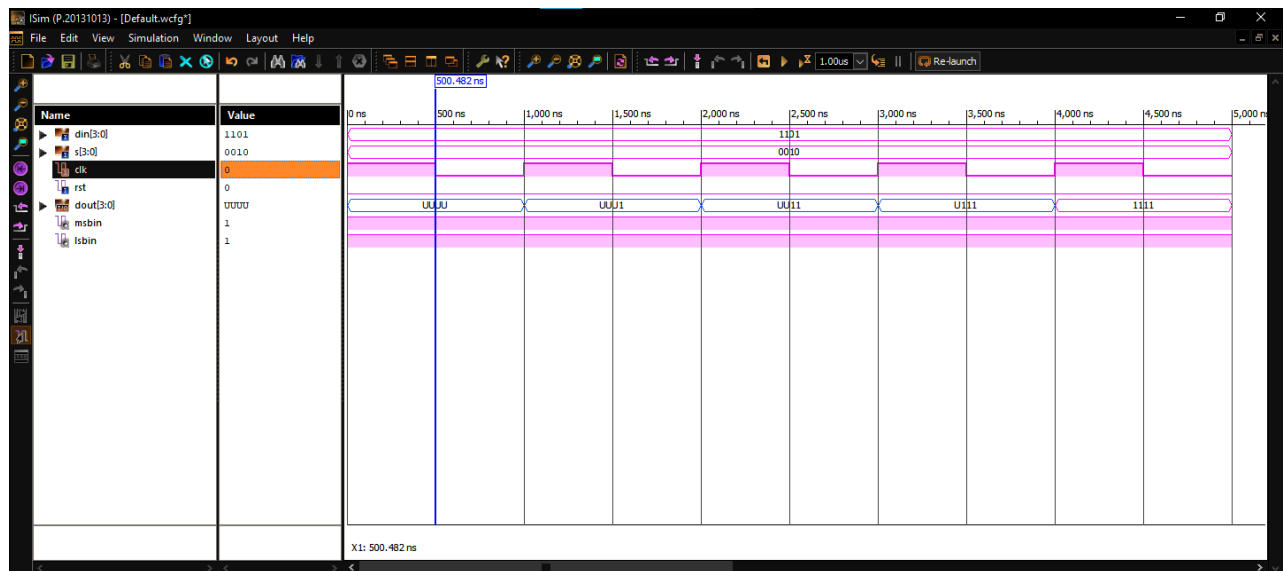 ISim (P.20131013) - [Default.wcfg*]
File Edit View Simulation Window Layout Help
1.00us Re-launch
500.482 ns
Name Value
0 ns 500 ns 1,000 ns 1,500 ns 2,000 ns 2,500 ns 3,000 ns 3,500 ns 4,000 ns 4,500 ns 5,000 n
din[3:0] 1101 1101
s[3:0] 0010 0010
clk 0
rst 0
dout[3:0] UUUU UUUU UUU1 UU11 U111 1111
msbin 1
lsbin 1
X1: 500.482 ns